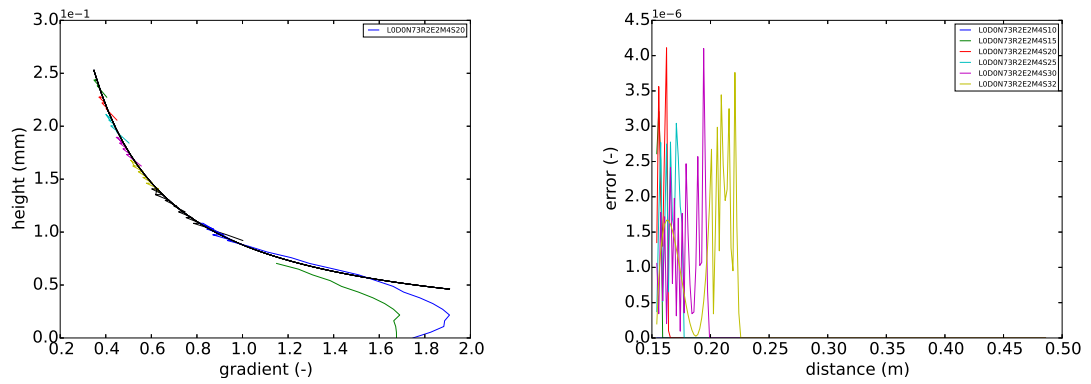 3.0 1e−1
2.5
2.0
1.5
1.0
0.5
0.0
height (mm)
0.2 0.4 0.6 0.8 1.0 1.2 1.4 1.6 1.8 2.0
gradient (-)
L0D0N73R2E2M4S20
4.5 1e−6
4.0
3.5
3.0
2.5
2.0
1.5
1.0
0.5
0.0
error (-)
0.15 0.20 0.25 0.30 0.35 0.40 0.45 0.50
distance (m)
L0D0N73R2E2M4S10
L0D0N73R2E2M4S15
L0D0N73R2E2M4S20
L0D0N73R2E2M4S25
L0D0N73R2E2M4S30
L0D0N73R2E2M4S32